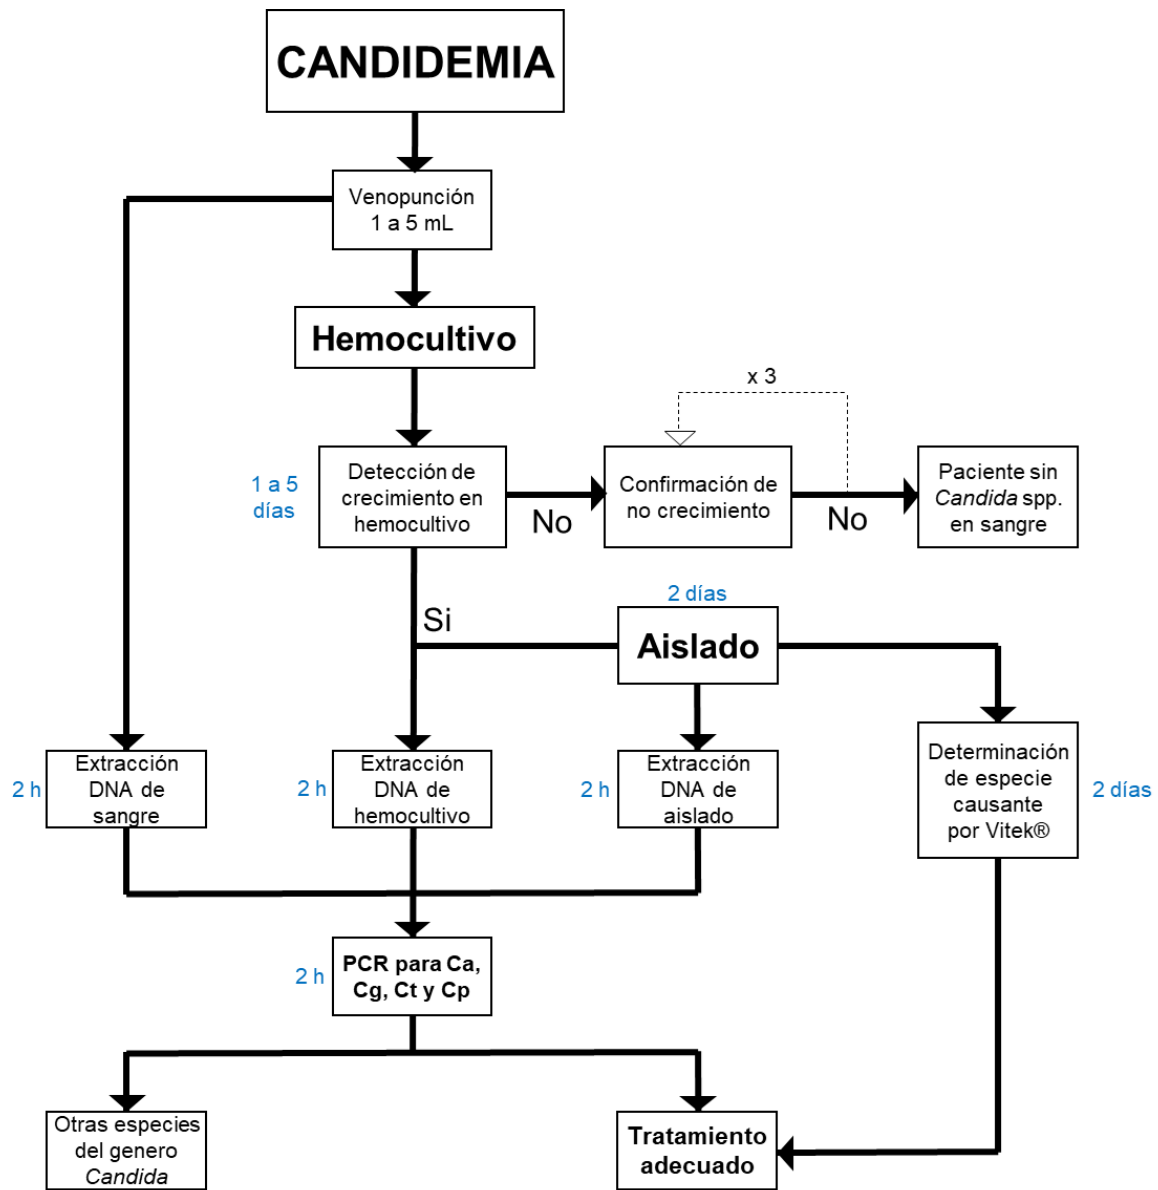 CANDIDEMIA
Venopunción
1 a 5 mL
Hemocultivo
x 3
1 a 5
días
Detección de
crecimiento en
hemocultivo
No
Confirmación de
no crecimiento
No
Paciente sin
Candida spp.
en sangre
Si
2 días
Aislado
2 h
Extracción
DNA de
sangre
2 h
Extracción
DNA de
hemocultivo
2 h
Extracción
DNA de
aislado
Determinación
de especie
causante
por Vitek®
2 días
2 h
PCR para Ca,
Cg, Ct y Cp
Otras especies
del genero
Candida
Tratamiento
adecuado